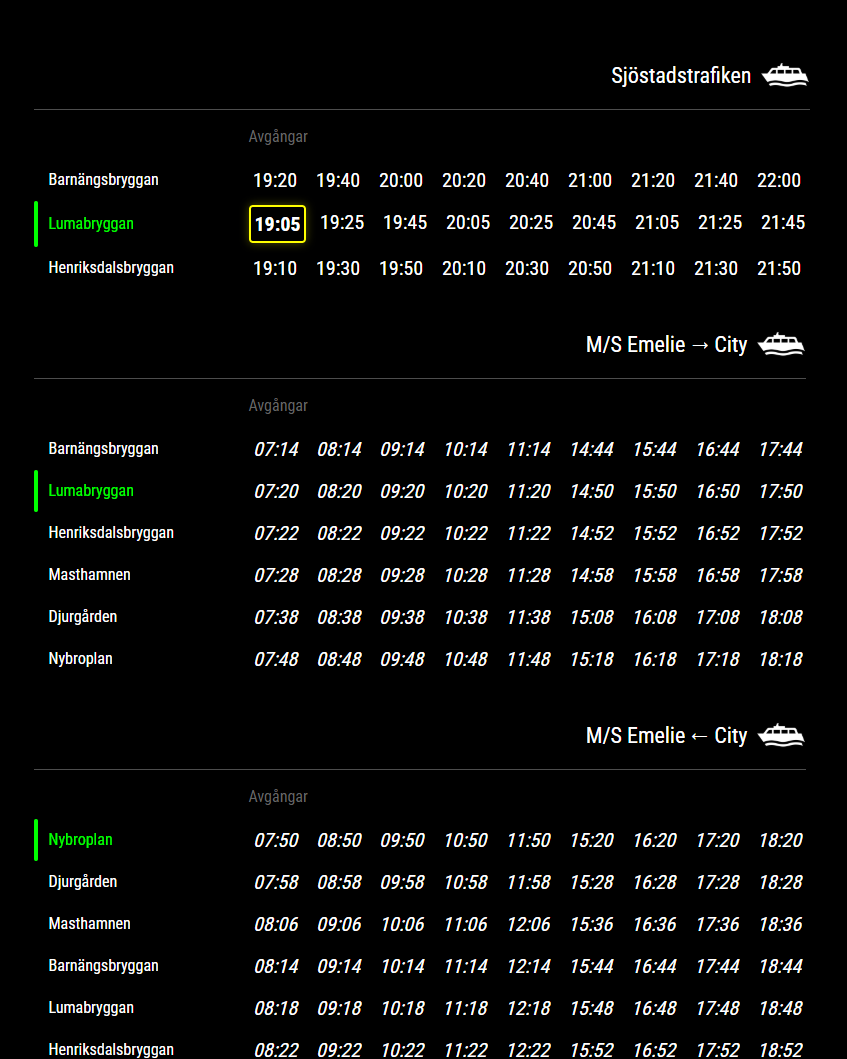 Sjöstadstrafiken
Avgångar
Barnängsbryggan 19:20 19:40 20:00 20:20 20:40 21:00 21:20 21:40 22:00
Lumabryggan 19:05 19:25 19:45 20:05 20:25 20:45 21:05 21:25 21:45
Henriksdalsbryggan 19:10 19:30 19:50 20:10 20:30 20:50 21:10 21:30 21:50
M/S Emelie → City
Avgångar
Barnängsbryggan 07:14 08:14 09:14 10:14 11:14 14:44 15:44 16:44 17:44
Lumabryggan 07:20 08:20 09:20 10:20 11:20 14:50 15:50 16:50 17:50
Henriksdalsbryggan 07:22 08:22 09:22 10:22 11:22 14:52 15:52 16:52 17:52
Masthamnen 07:28 08:28 09:28 10:28 11:28 14:58 15:58 16:58 17:58
Djurgården 07:38 08:38 09:38 10:38 11:38 15:08 16:08 17:08 18:08
Nybroplan 07:48 08:48 09:48 10:48 11:48 15:18 16:18 17:18 18:18
M/S Emelie ← City
Avgångar
Nybroplan 07:50 08:50 09:50 10:50 11:50 15:20 16:20 17:20 18:20
Djurgården 07:58 08:58 09:58 10:58 11:58 15:28 16:28 17:28 18:28
Masthamnen 08:06 09:06 10:06 11:06 12:06 15:36 16:36 17:36 18:36
Barnängsbryggan 08:14 09:14 10:14 11:14 12:14 15:44 16:44 17:44 18:44
Lumabryggan 08:18 09:18 10:18 11:18 12:18 15:48 16:48 17:48 18:48
Henriksdalsbryggan 08:22 09:22 10:22 11:22 12:22 15:52 16:52 17:52 18:52